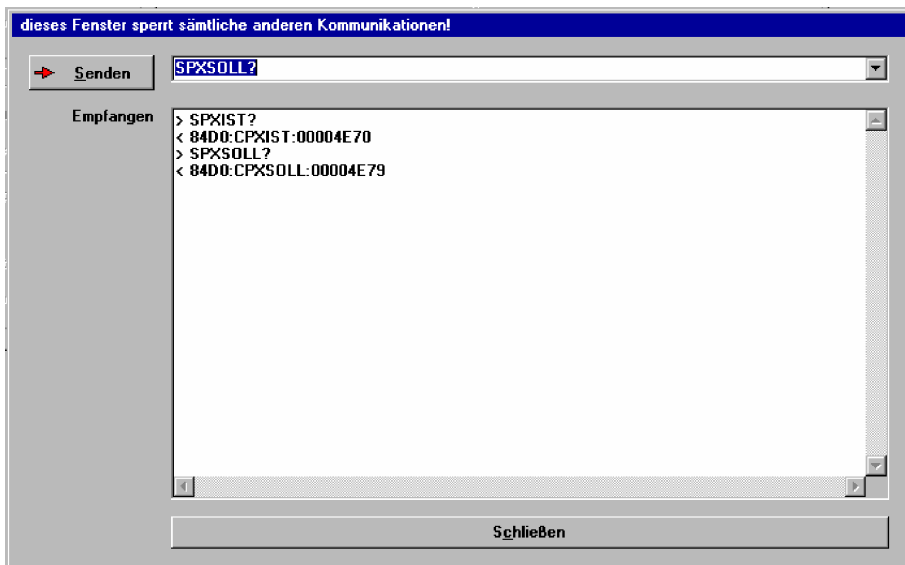 dieses Fenster sperrt sämtliche anderen Kommunikationen!
Senden
SPXSOLL?
Empfangen
> SPXIST?
< 84D0:CPXIST:00004E70
> SPXSOLL?
< 84D0:CPXSOLL:00004E79
Schließen